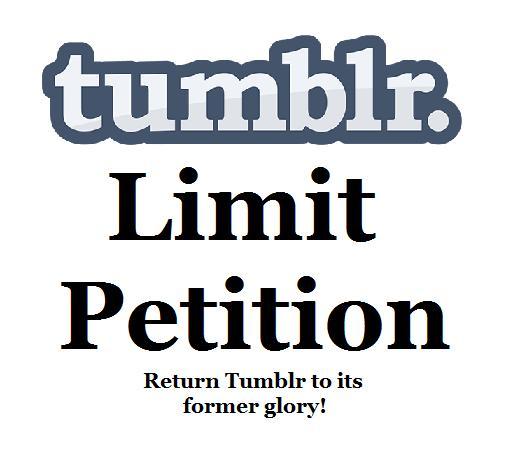 tumblr.
Limit
Petition
Return Tumblr to its
former glory!